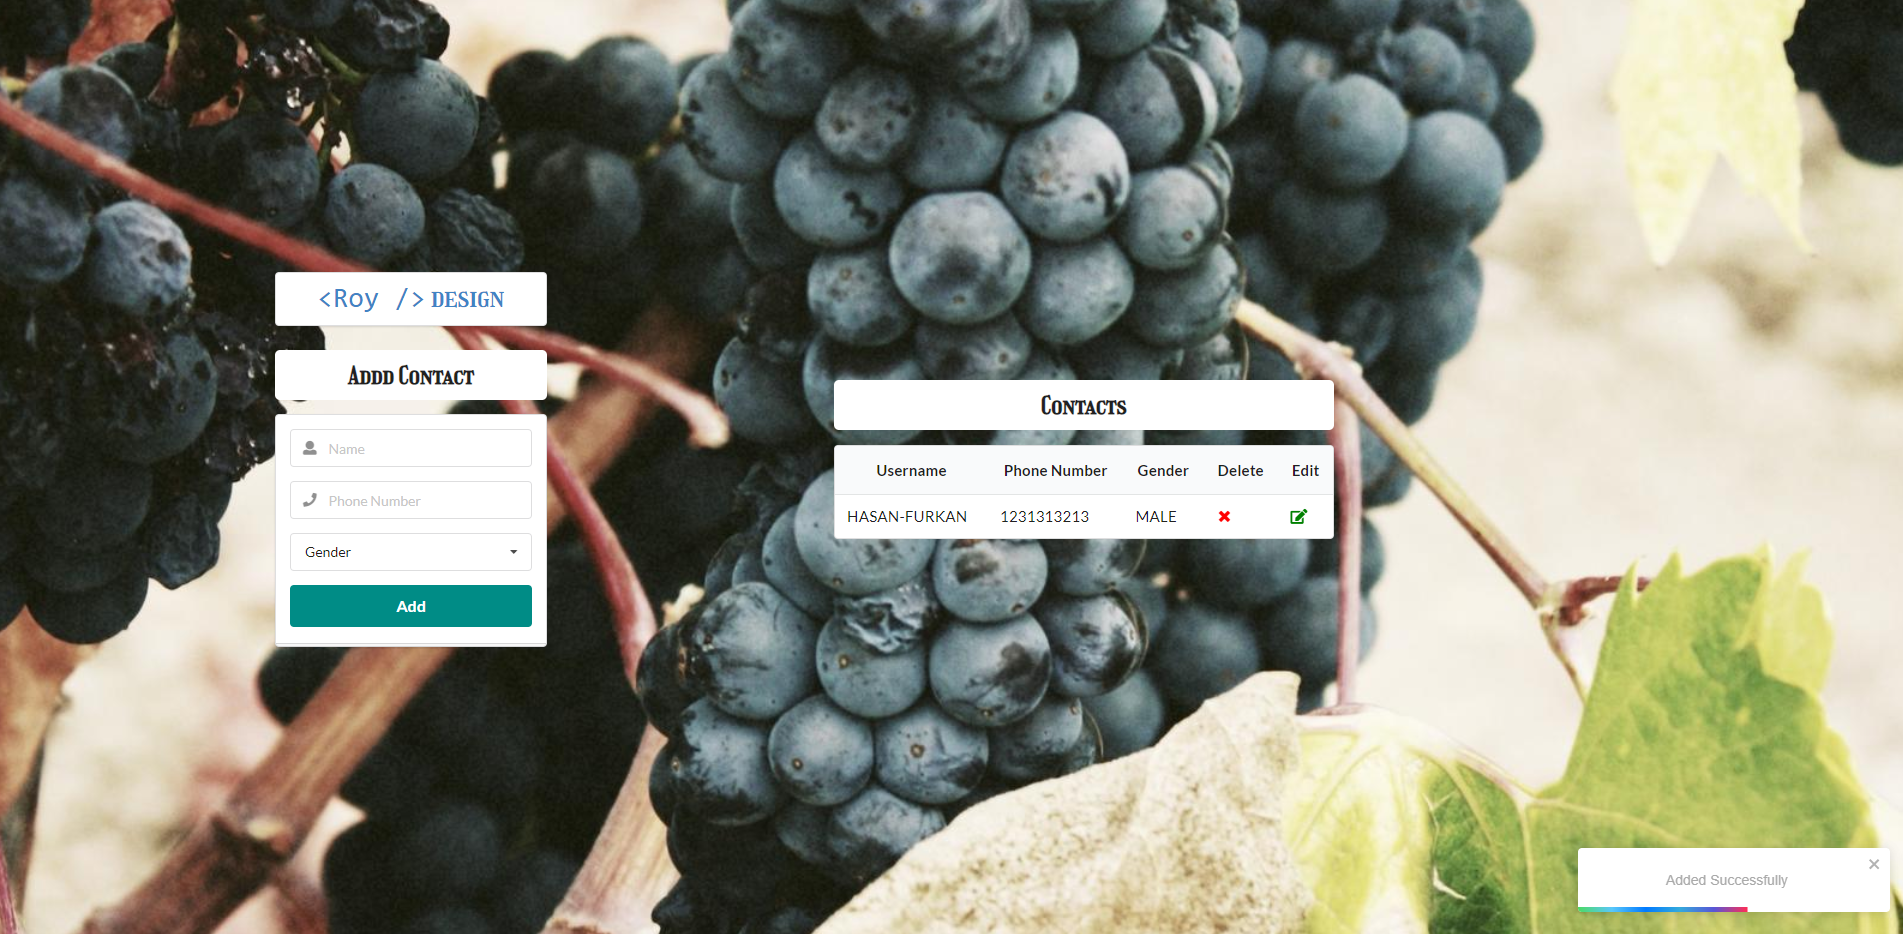 <Roy /> DESIGN
Addd Contact
Name
Phone Number
Gender
Add
Contacts
Username Phone Number Gender Delete Edit
HASAN-FURKAN 1231313213 MALE
Added Successfully